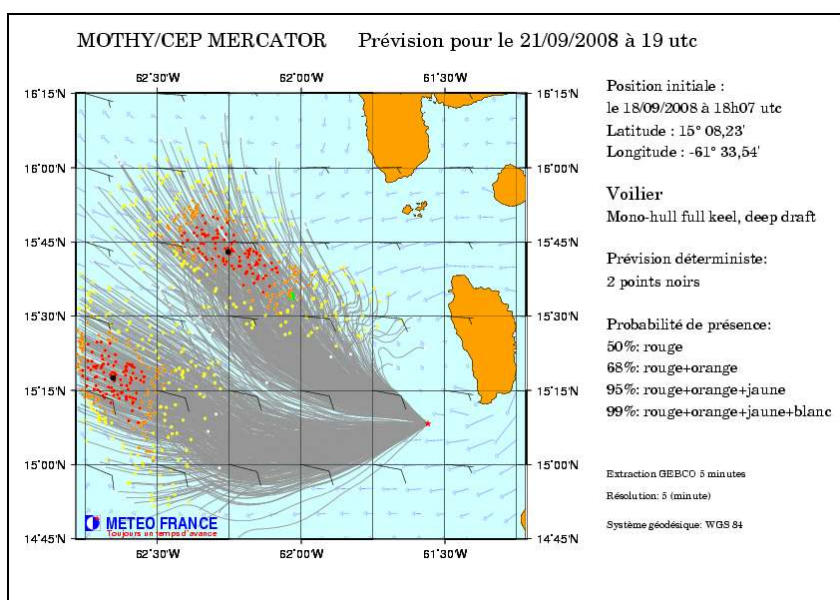 MOTHY/CEP MERCATOR Prévision pour le 21/09/2008 à 19 utc
62°30'W 62°00'W 61°30'W
16°15'N 16°15'N
16°00'N 16°00'N
15°45'N 15°45'N
15°30'N 15°30'N
15°15'N 15°15'N
15°00'N 15°00'N
14°45'N 14°45'N
62°30'W 62°00'W 61°30'W
METEO FRANCE
Toujours un temps d'avance
Position initiale :
le 18/09/2008 à 18h07 utc
Latitude : 15° 08,23'
Longitude : -61° 33,54'
Voilier
Mono-hull full keel, deep draft
Prévision déterministe:
2 points noirs
Probabilité de présence:
50%: rouge
68%: rouge+orange
95%: rouge+orange+jaune
99%: rouge+orange+jaune+blanc
Extraction GEBCO 5 minutes
Résolution: 5 (minute)
Système géodésique: WGS 84